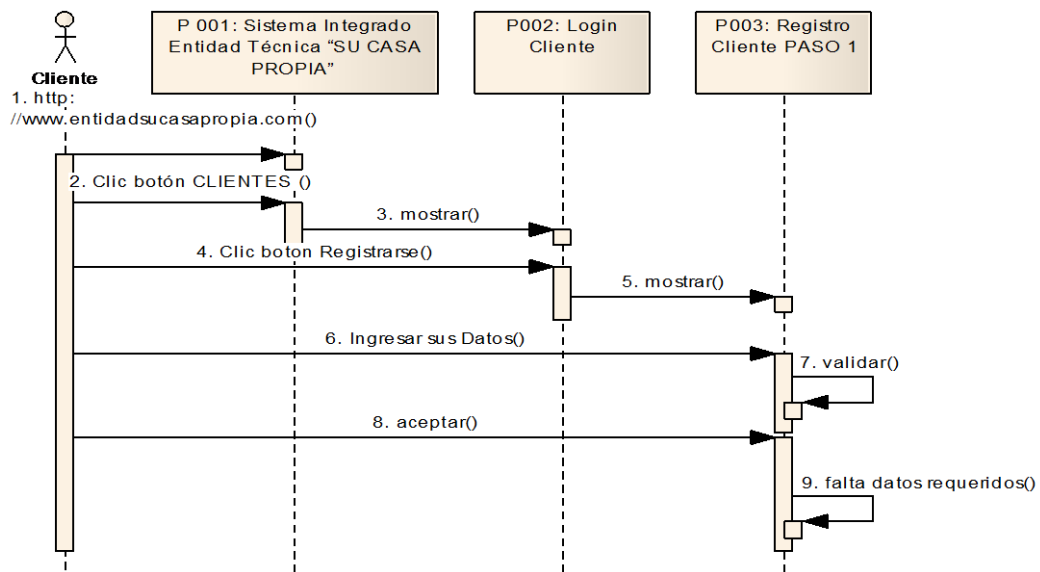 P 001: Sistema Integrado
Entidad Técnica “SU CASA
PROPIA”
P002: Login
Cliente
P003: Registro
Cliente PASO 1
Cliente
1. http:
//www.entidadsucasapropia.com()
2. Clic botón CLIENTES ()
3. mostrar()
4. Clic boton Registrarse()
5. mostrar()
6. Ingresar sus Datos()
7. validar()
8. aceptar()
9. falta datos requeridos()